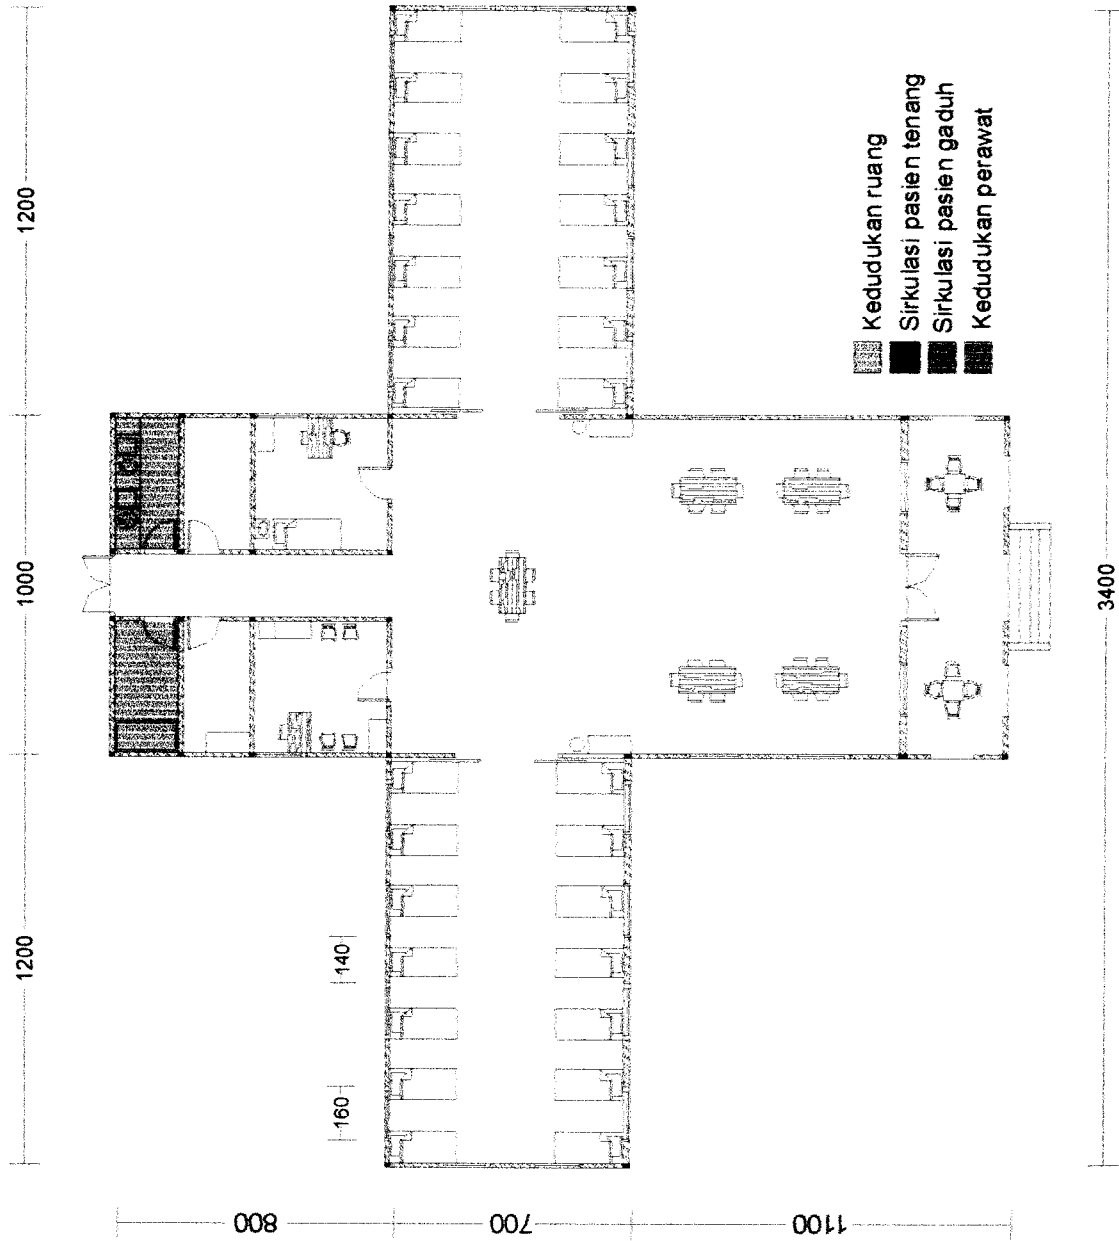 1200
1000
1200
3400
800
700
1100
160
140
Kedudukan ruang
Sirkulasi pasien tenang
Sirkulasi pasien gaduh
Kedudukan perawat